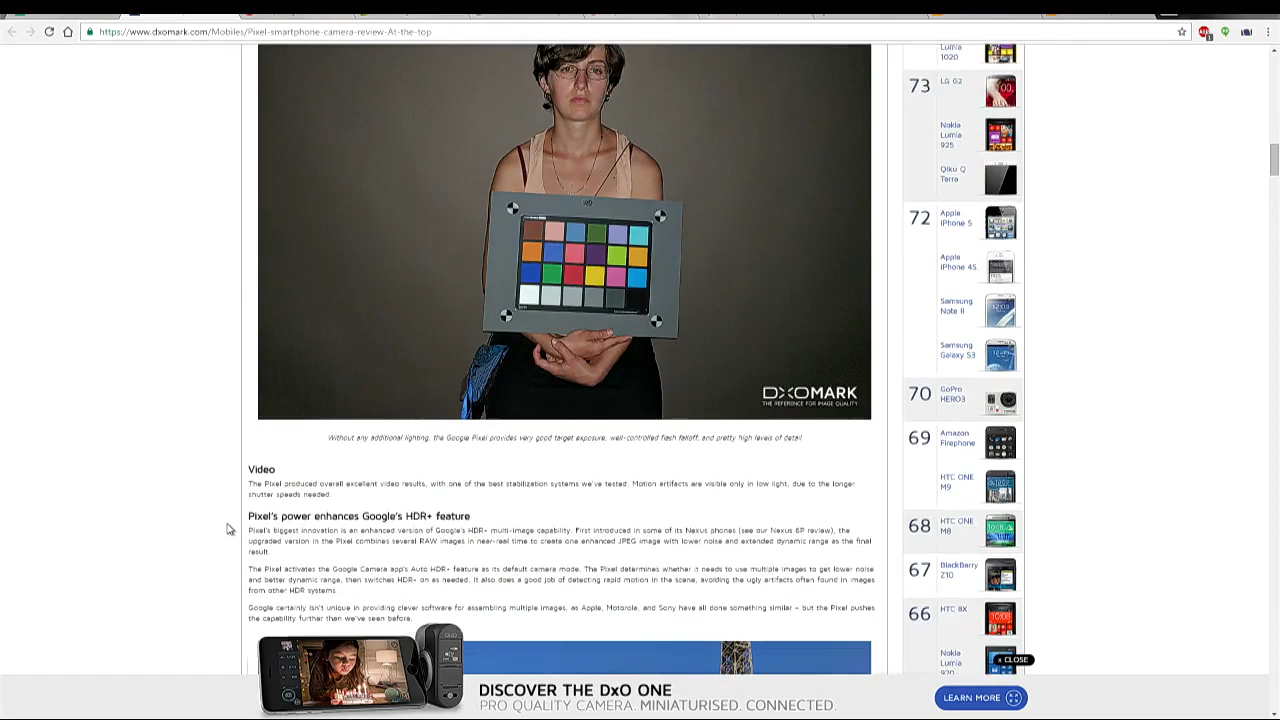 https://www.dxomark.com/Mobiles/Pixel-smartphone-camera-review-At-the-top
DXOMARK
THE REFERENCE FOR IMAGE QUALITY
Without any additional lighting, the Google Pixel provides very good target exposure, well-controlled flash falloff, and pretty high levels of detail
Video
The Pixel produced overall excellent video results, with one of the best stabilization systems we've tested. Motion artifacts are visible only in low light, due to the longer
shutter speeds needed.
Pixel's power enhances Google's HDR+ feature
Pixel's biggest innovation is an enhanced version of Google's HDR+ multi-image capability. First introduced in some of its Nexus phones (see our Nexus 6P review), the
upgraded version in the Pixel combines several RAW images in near-real time to create one enhanced JPEG image with lower noise and extended dynamic range as the final
result.
The Pixel activates the Google Camera app's Auto HDR+ feature as its default camera mode. The Pixel determines whether it needs to use multiple images to get lower noise
and better dynamic range, then switches HDR+ on as needed. It also does a good job of detecting rapid motion in the scene, avoiding the ugly artifacts often found in images
from other HDR systems.
Google certainly isn't unique in providing clever software for assembling multiple images, as Apple, Motorola, and Sony have all done something similar – but the Pixel pushes
the capability further than we've seen before.
Lumia
1020
73 LG G2
Nokia
Lumia
925
Qiku Q
Terra
72 Apple
iPhone 5
Apple
iPhone 4S
Samsung
Note II
Samsung
Galaxy S3
70 GoPro
HERO3
69 Amazon
Firephone
HTC ONE
M9
68 HTC ONE
M8
67 BlackBerry
Z10
66 HTC 8X
Nokia
Lumia
920
x CLOSE
DISCOVER THE DxO ONE
PRO QUALITY CAMERA. MINIATURISED. CONNECTED.
LEARN MORE